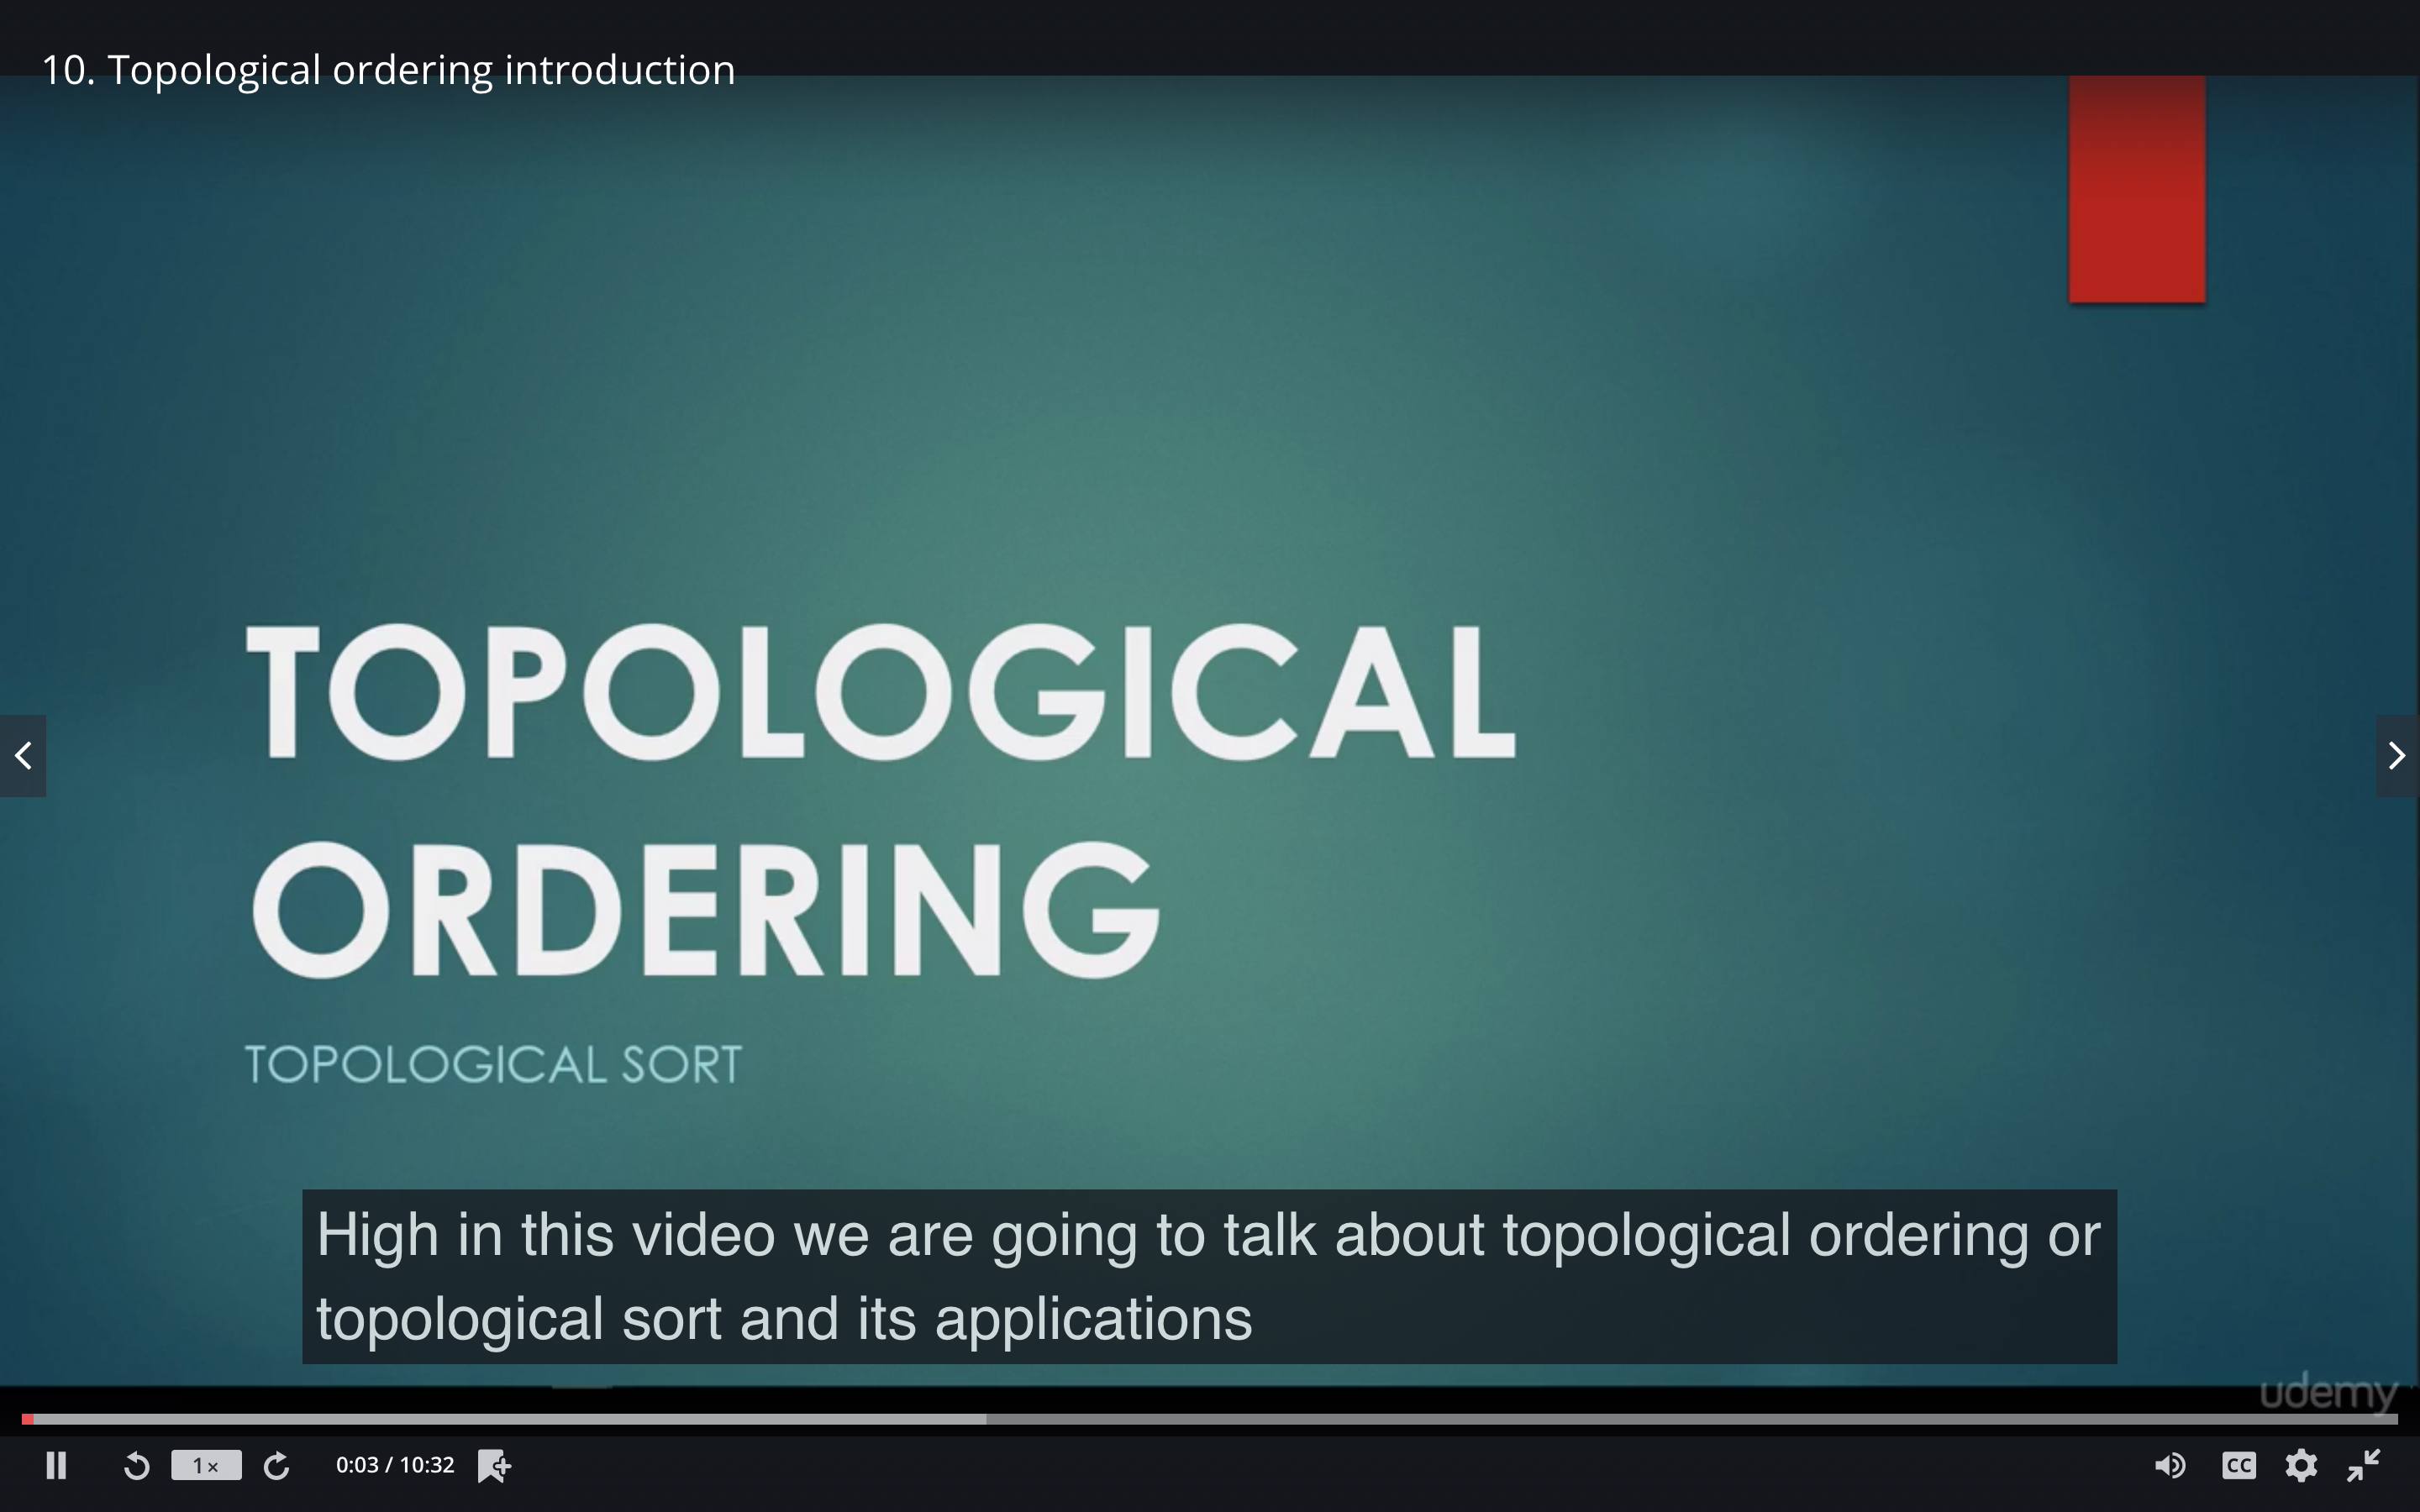 10. Topological ordering introduction
TOPOLOGICAL
ORDERING
TOPOLOGICAL SORT
High in this video we are going to talk about topological ordering or
topological sort and its applications
udemy
1×
0:03 / 10:32
CC